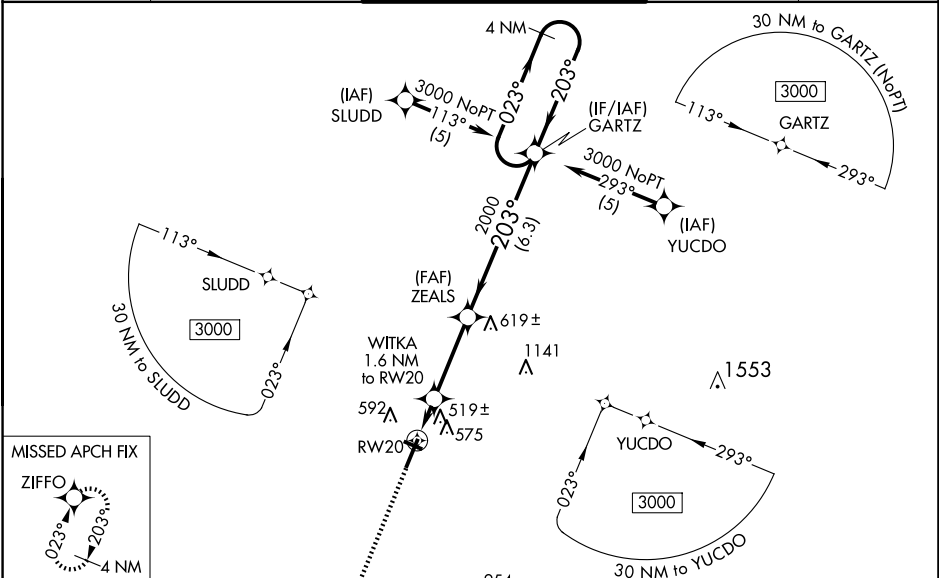 4 NM
023°
203°
(IAF)
SLUDD
3000 NoPT
113°
(5)
(IF/IAF)
GARTZ
3000 NoPT
293°
(5)
(IAF)
YUCDO
30 NM to GARTZ (NoPT)
3000
GARTZ
113°
293°
2000
203°
(6.3)
113°
SLUDD
3000
023°
30 NM to SLUDD
(FAF)
ZEALS
619±
1141
WITKA
1.6 NM
to RW20
1553
592
519±
575
RW20
YUCDO
293°
023°
3000
30 NM to YUCDO
MISSED APCH FIX
ZIFFO
023°
203°
4 NM